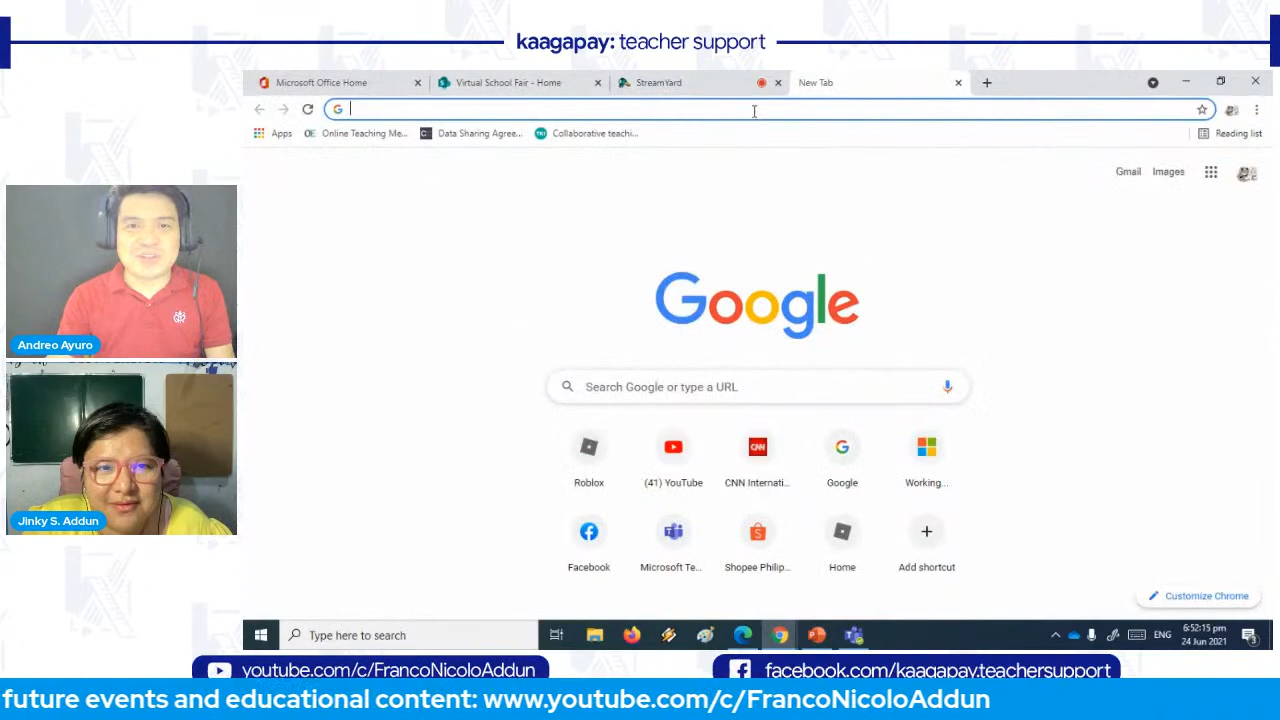 kaagapay: teacher support
Microsoft Office Home
Virtual School Fair - Home
StreamYard
New Tab
Apps
Online Teaching Me...
Data Sharing Agree...
Collaborative teachi...
Reading list
Gmail
Images
Google
Search Google or type a URL
Roblox
(41) YouTube
CNN Internati...
Google
Working...
Facebook
Microsoft Te...
Shopee Philip...
Home
Add shortcut
Customize Chrome
Andreo Ayuro
Jinky S. Addun
Type here to search
ENG
6:52:15 pm
24 Jun 2021
youtube.com/c/FrancoNicoloAddun
facebook.com/kaagapay.teachersupport
future events and educational content: www.youtube.com/c/FrancoNicoloAddun